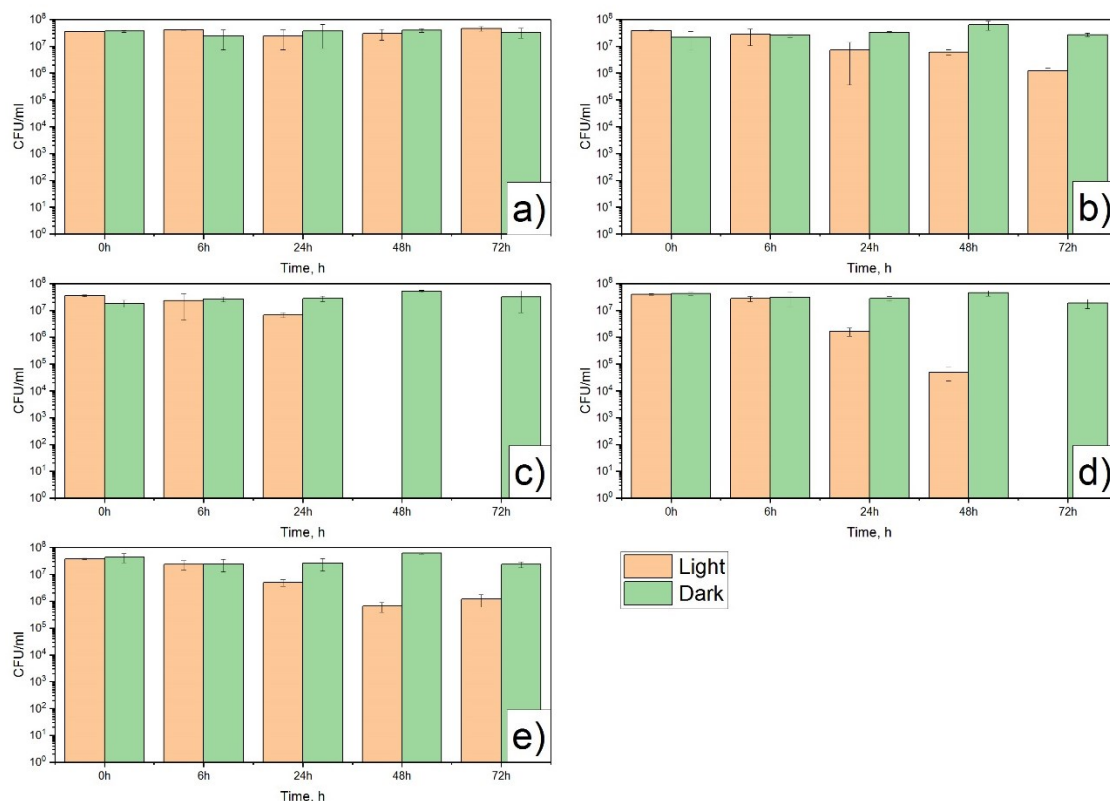 CFU/ml
10⁸
10⁷
10⁶
10⁵
10⁴
10³
10²
10¹
10⁰
0h 6h 24h 48h 72h
Time, h
a)
CFU/ml
10⁸
10⁷
10⁶
10⁵
10⁴
10³
10²
10¹
10⁰
0h 6h 24h 48h 72h
Time, h
b)
CFU/ml
10⁸
10⁷
10⁶
10⁵
10⁴
10³
10²
10¹
10⁰
0h 6h 24h 48h 72h
Time, h
c)
CFU/ml
10⁸
10⁷
10⁶
10⁵
10⁴
10³
10²
10¹
10⁰
0h 6h 24h 48h 72h
Time, h
d)
CFU/ml
10⁸
10⁷
10⁶
10⁵
10⁴
10³
10²
10¹
10⁰
0h 6h 24h 48h 72h
Time, h
e)
Light
Dark